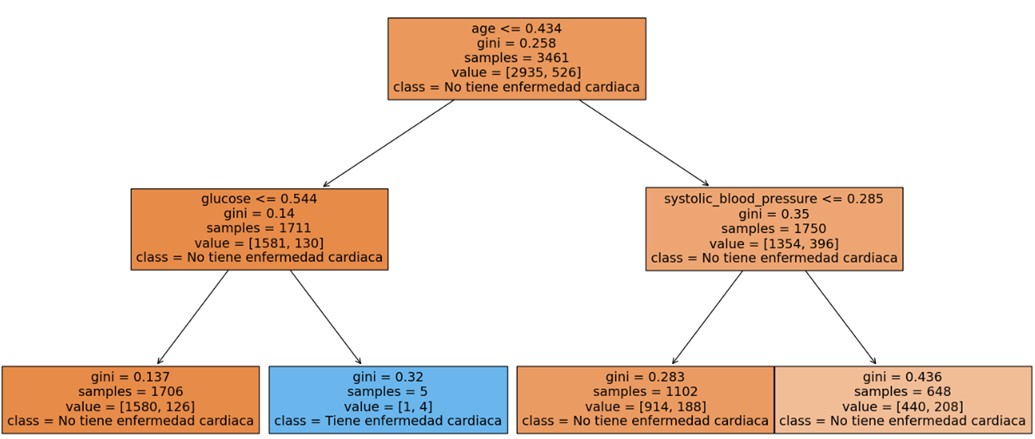 age <= 0.434
gini = 0.258
samples = 3461
value = [2935, 526]
class = No tiene enfermedad cardiaca
glucose <= 0.544
gini = 0.14
samples = 1711
value = [1581, 130]
class = No tiene enfermedad cardiaca
systolic_blood_pressure <= 0.285
gini = 0.35
samples = 1750
value = [1354, 396]
class = No tiene enfermedad cardiaca
gini = 0.137
samples = 1706
value = [1580, 126]
class = No tiene enfermedad cardiaca
gini = 0.32
samples = 5
value = [1, 4]
class = Tiene enfermedad cardiaca
gini = 0.283
samples = 1102
value = [914, 188]
class = No tiene enfermedad cardiaca
gini = 0.436
samples = 648
value = [440, 208]
class = No tiene enfermedad cardiaca